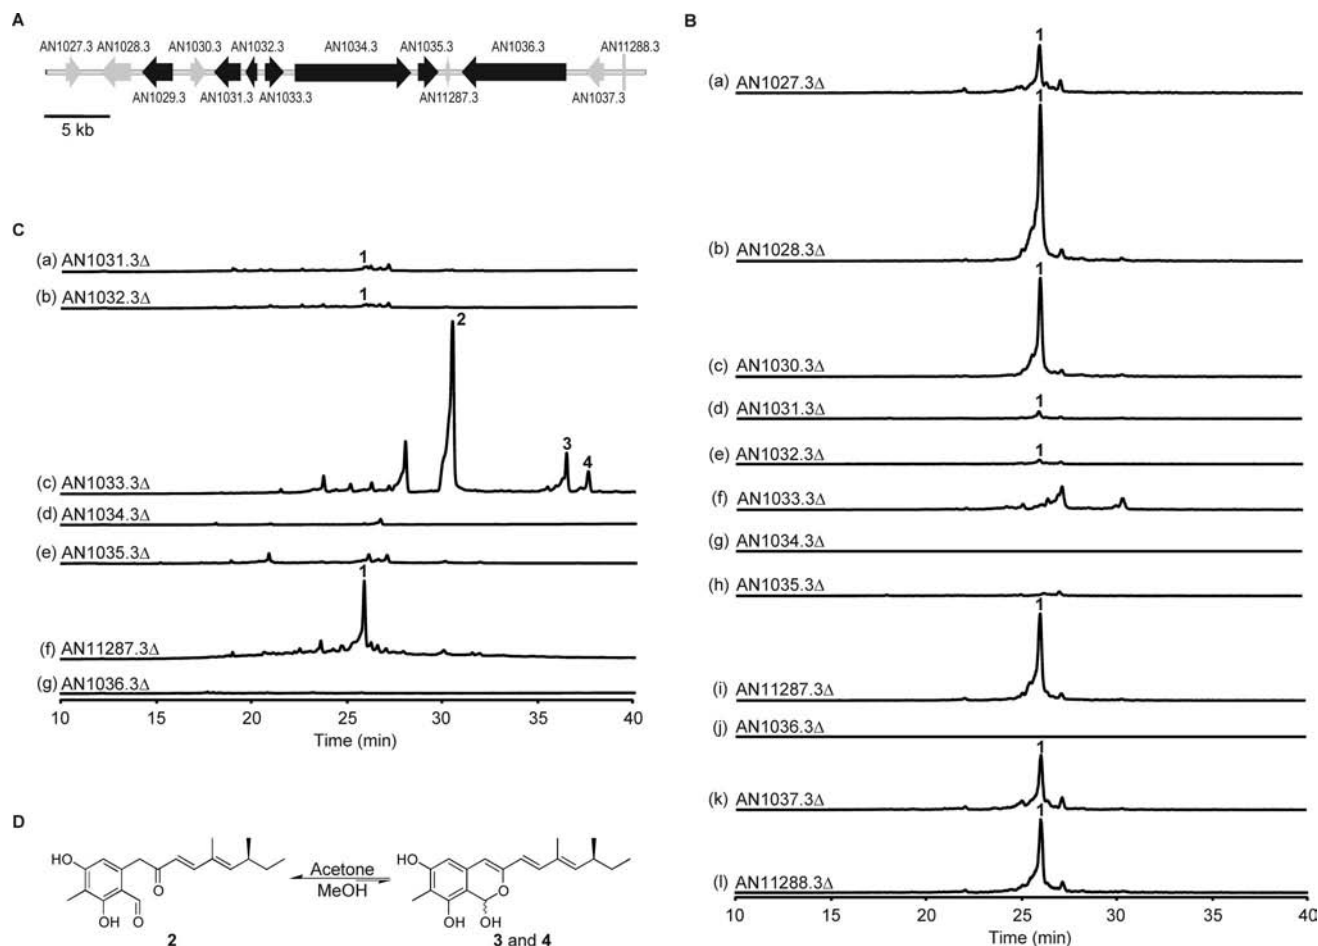 A
AN1027.3 AN1028.3 AN1030.3 AN1032.3 AN1034.3 AN1035.3 AN1036.3 AN11288.3
AN1029.3 AN1031.3 AN1033.3 AN11287.3 AN1037.3
5 kb
C
(a) AN1031.3Δ 1
(b) AN1032.3Δ 1
2
3
4
(c) AN1033.3Δ
(d) AN1034.3Δ
(e) AN1035.3Δ
1
(f) AN11287.3Δ
(g) AN1036.3Δ
10 15 20 25 30 35 40
Time (min)
D
HO
O
OH O
2
Acetone
MeOH
HO
O
OH HO
3 and 4
B
1
(a) AN1027.3Δ
1
(b) AN1028.3Δ
1
(c) AN1030.3Δ
1
(d) AN1031.3Δ
1
(e) AN1032.3Δ
(f) AN1033.3Δ
(g) AN1034.3Δ
(h) AN1035.3Δ
1
(i) AN11287.3Δ
(j) AN1036.3Δ
1
(k) AN1037.3Δ
1
(l) AN11288.3Δ
10 20 30 40
Time (min)